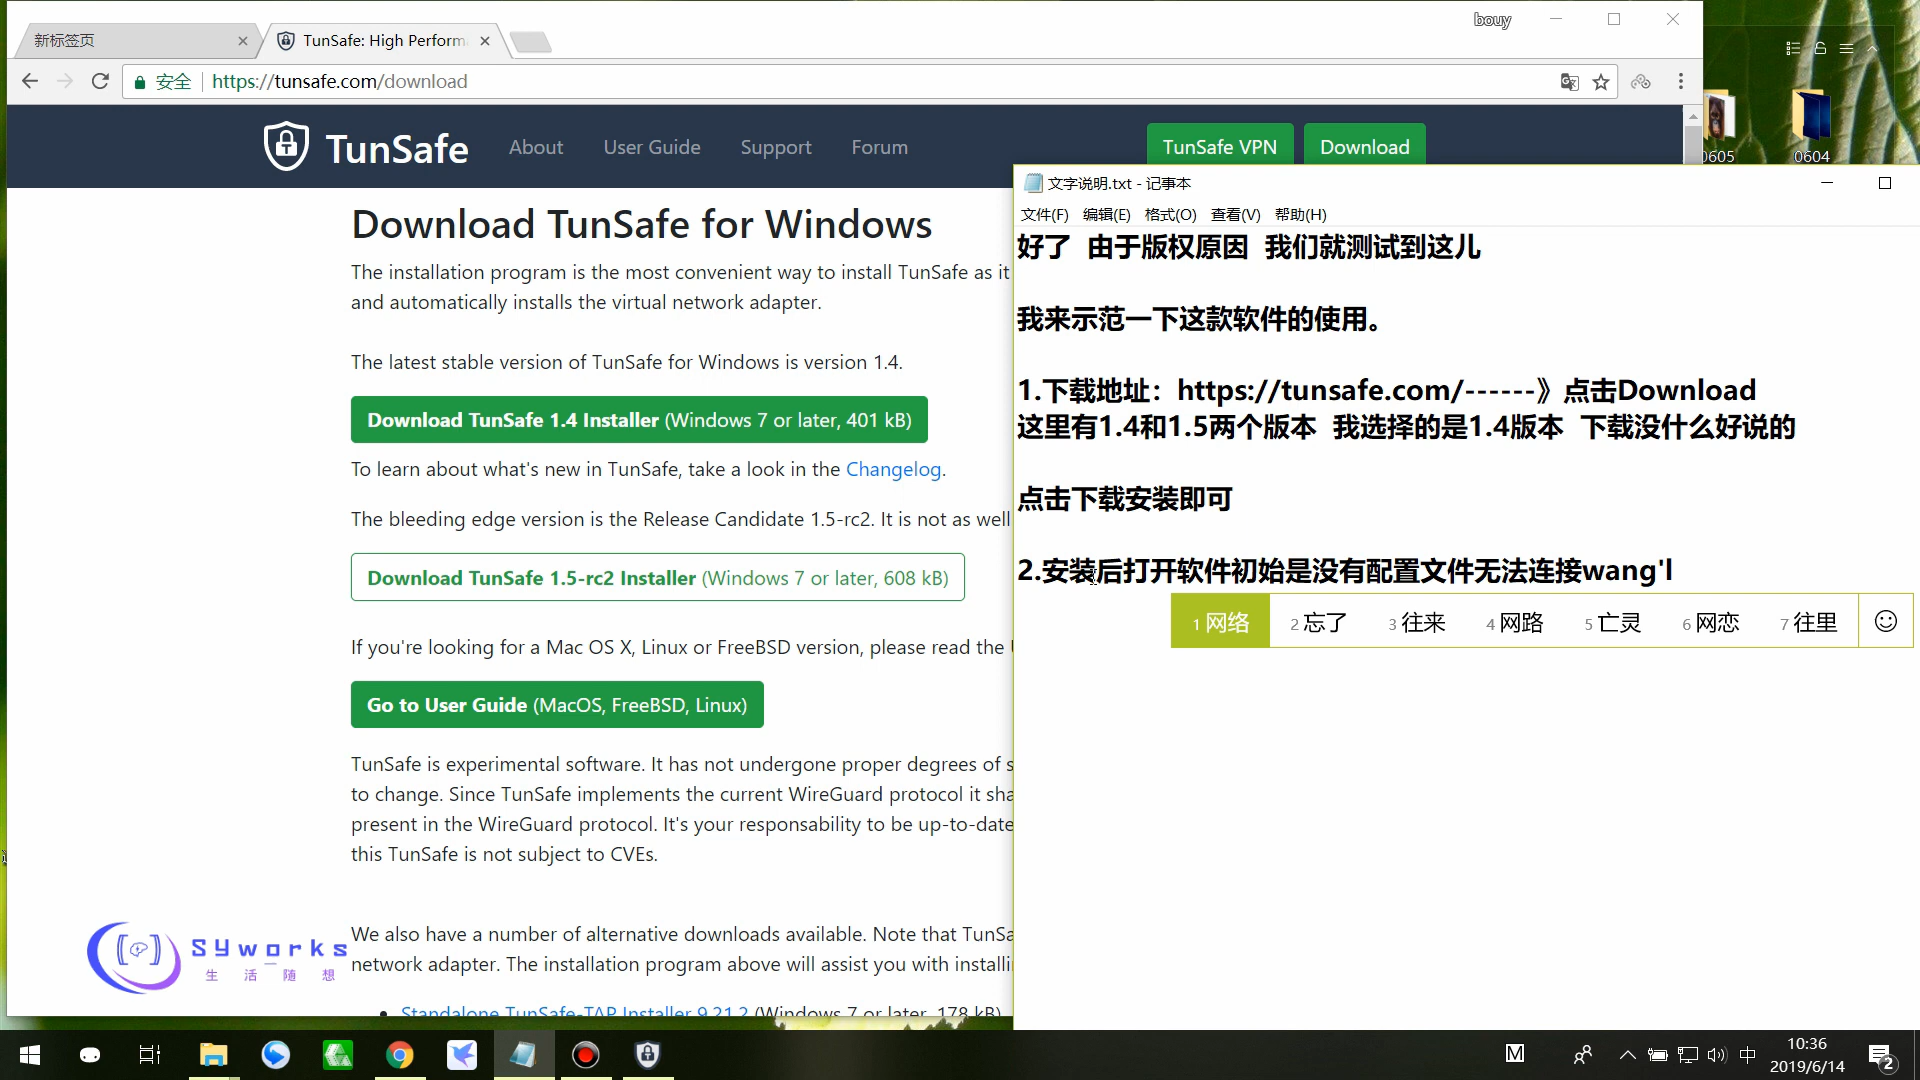 bouy
新标签页
TunSafe: High Perform
安全
https://tunsafe.com/download
TunSafe
About
User Guide
Support
Forum
TunSafe VPN
Download
0605
0604
Download TunSafe for Windows
The installation program is the most convenient way to install TunSafe as it
and automatically installs the virtual network adapter.
The latest stable version of TunSafe for Windows is version 1.4.
Download TunSafe 1.4 Installer (Windows 7 or later, 401 kB)
To learn about what's new in TunSafe, take a look in the Changelog.
The bleeding edge version is the Release Candidate 1.5-rc2. It is not as well
Download TunSafe 1.5-rc2 Installer (Windows 7 or later, 608 kB)
If you're looking for a Mac OS X, Linux or FreeBSD version, please read the
Go to User Guide (MacOS, FreeBSD, Linux)
TunSafe is experimental software. It has not undergone proper degrees of s
to change. Since TunSafe implements the current WireGuard protocol it sha
present in the WireGuard protocol. It's your responsability to be up-to-date
this TunSafe is not subject to CVEs.
We also have a number of alternative downloads available. Note that TunSa
network adapter. The installation program above will assist you with installi
Standalone TunSafe-TAP Installer 9.21.2 (Windows 7 or later, 178 kB)
SYworks
生活随想
文字说明.txt - 记事本
文件(F) 编辑(E) 格式(O) 查看(V) 帮助(H)
好了 由于版权原因 我们就测试到这儿
我来示范一下这款软件的使用。
1.下载地址：https://tunsafe.com/------》点击Download
这里有1.4和1.5两个版本 我选择的是1.4版本 下载没什么好说的
点击下载安装即可
2.安装后打开软件初始是没有配置文件无法连接wang'l
1 网络 2 忘了 3 往来 4 网路 5 亡灵 6 网恋 7 往里
M
中
10:36
2019/6/14
2